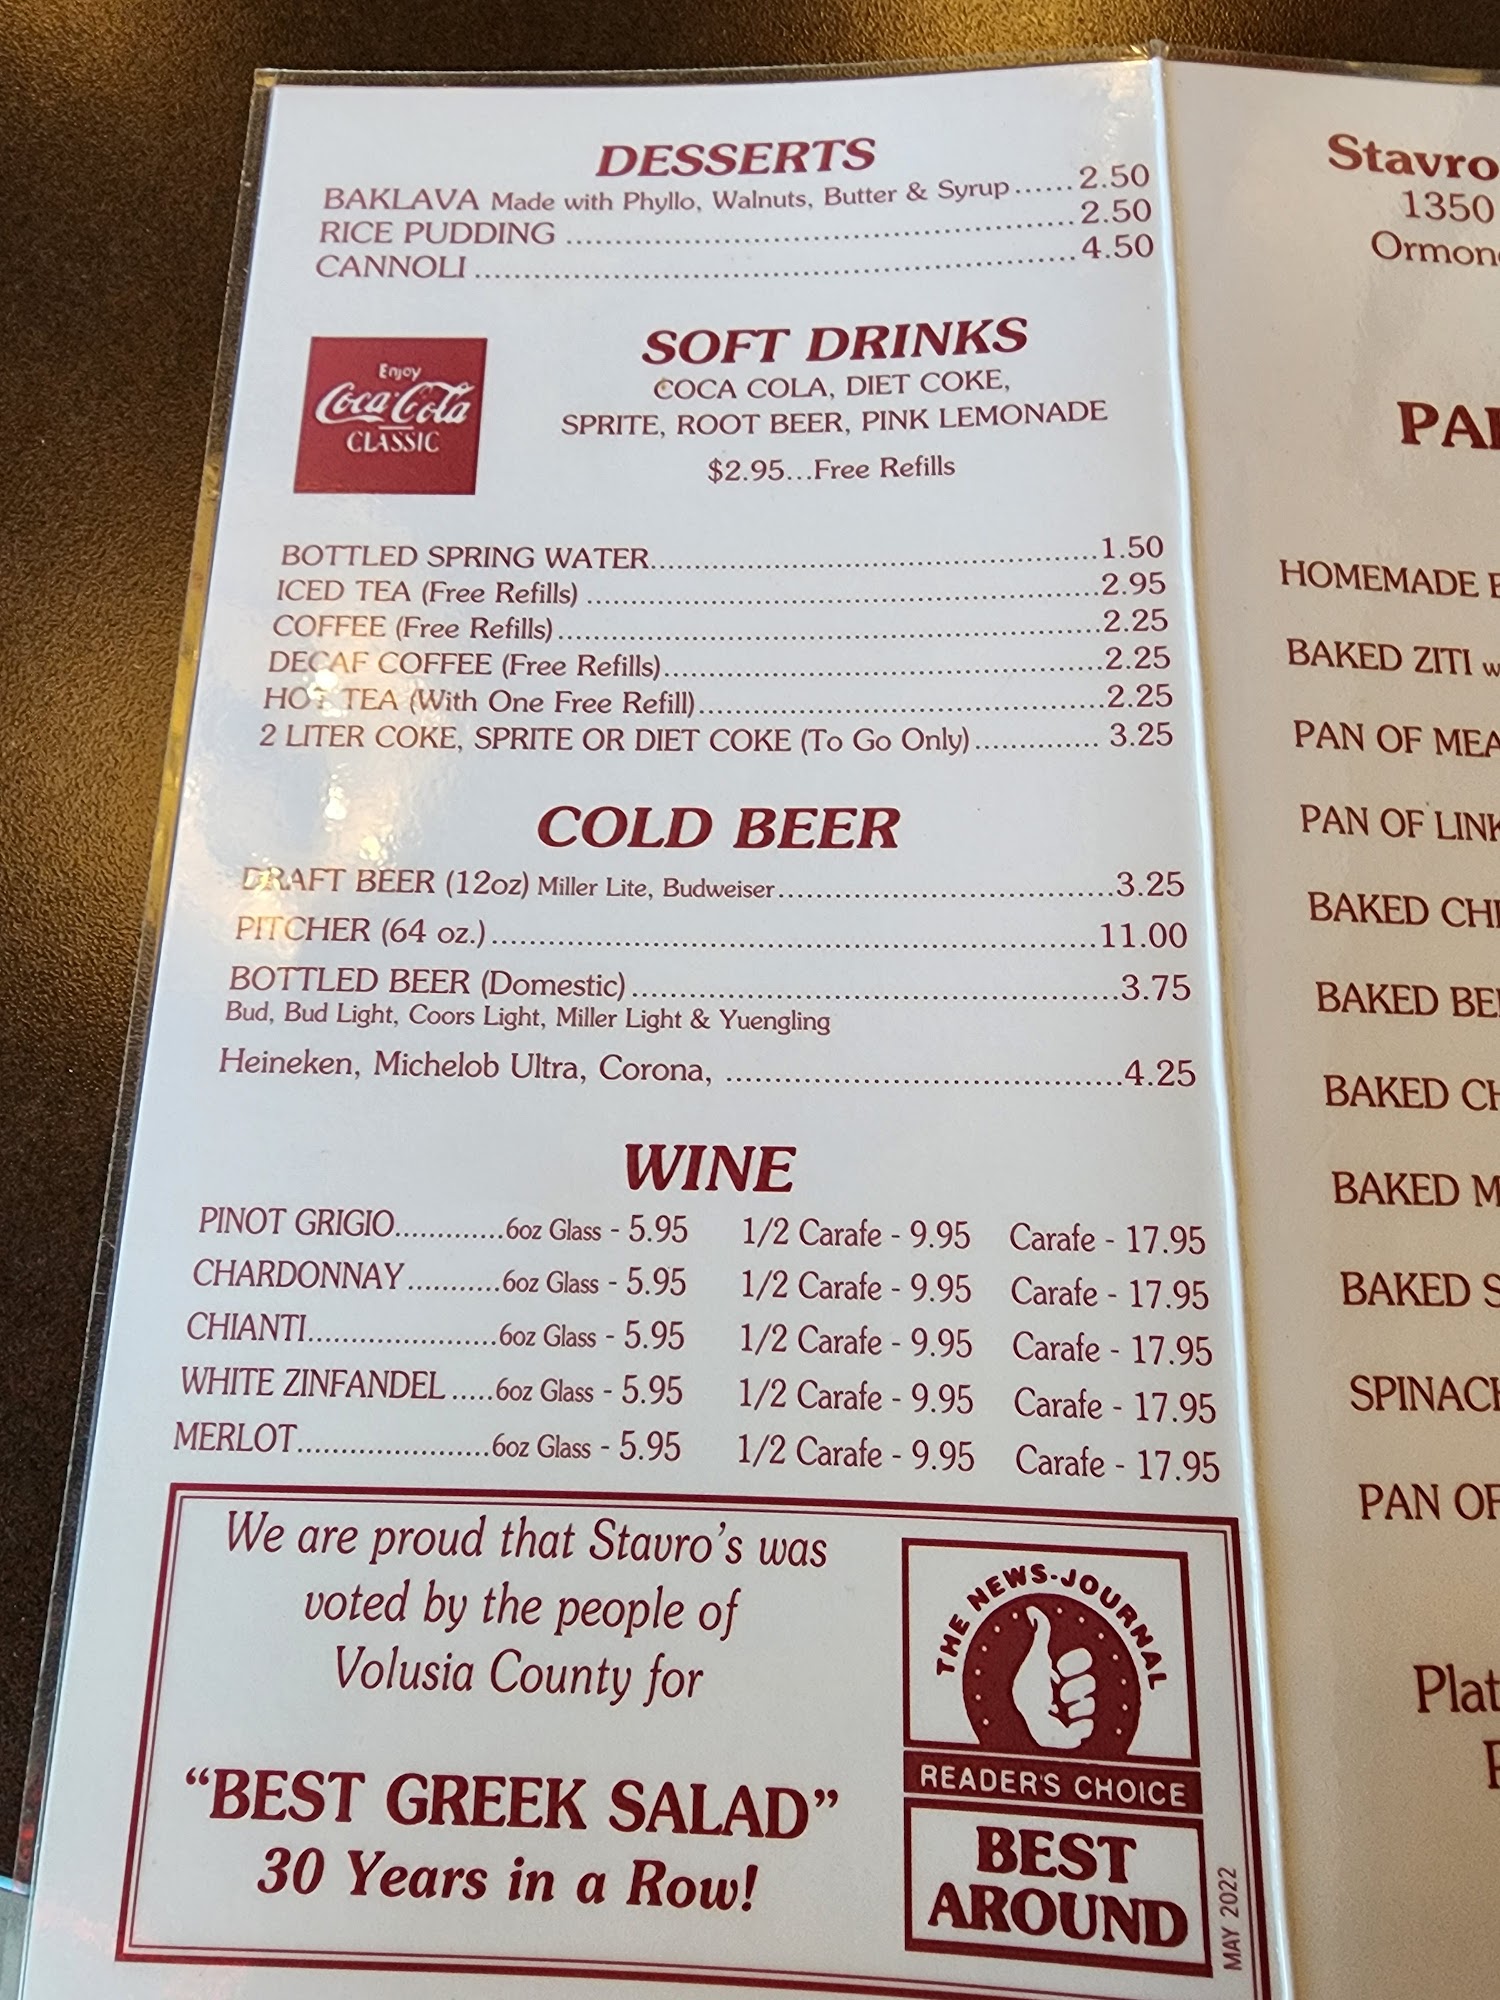 DESSERTS
BAKLAVA Made with Phyllo, Walnuts, Butter & Syrup......2.50
RICE PUDDING ...............2.50
CANNOLI ...............4.50
Enjoy
Coca-Cola
CLASSIC
SOFT DRINKS
COCA COLA, DIET COKE,
SPRITE, ROOT BEER, PINK LEMONADE
$2.95...Free Refills
BOTTLED SPRING WATER...............1.50
ICED TEA (Free Refills) ...............2.95
COFFEE (Free Refills)...............2.25
DECAF COFFEE (Free Refills)...............2.25
HOT TEA (With One Free Refill)...............2.25
2 LITER COKE, SPRITE OR DIET COKE (To Go Only)............. 3.25
COLD BEER
DRAFT BEER (12oz) Miller Lite, Budweiser...............3.25
PITCHER (64 oz.)...............11.00
BOTTLED BEER (Domestic)...............3.75
Bud, Bud Light, Coors Light, Miller Light & Yuengling
Heineken, Michelob Ultra, Corona, ...............4.25
WINE
PINOT GRIGIO.............6oz Glass - 5.95 1/2 Carafe - 9.95 Carafe - 17.95
CHARDONNAY...........6oz Glass - 5.95 1/2 Carafe - 9.95 Carafe - 17.95
CHIANTI......................6oz Glass - 5.95 1/2 Carafe - 9.95 Carafe - 17.95
WHITE ZINFANDEL.....6oz Glass - 5.95 1/2 Carafe - 9.95 Carafe - 17.95
MERLOT.......................6oz Glass - 5.95 1/2 Carafe - 9.95 Carafe - 17.95
We are proud that Stavro's was
voted by the people of
Volusia County for
"BEST GREEK SALAD"
30 Years in a Row!
THE NEWS-JOURNAL
READER'S CHOICE
BEST
AROUND
MAY 2022
Stavro
1350
Ormon
PA
HOMEMADE
BAKED ZITI w
PAN OF MEA
PAN OF LINK
BAKED CHI
BAKED BE
BAKED CH
BAKED M
BAKED S
SPINACH
PAN OF
Plat